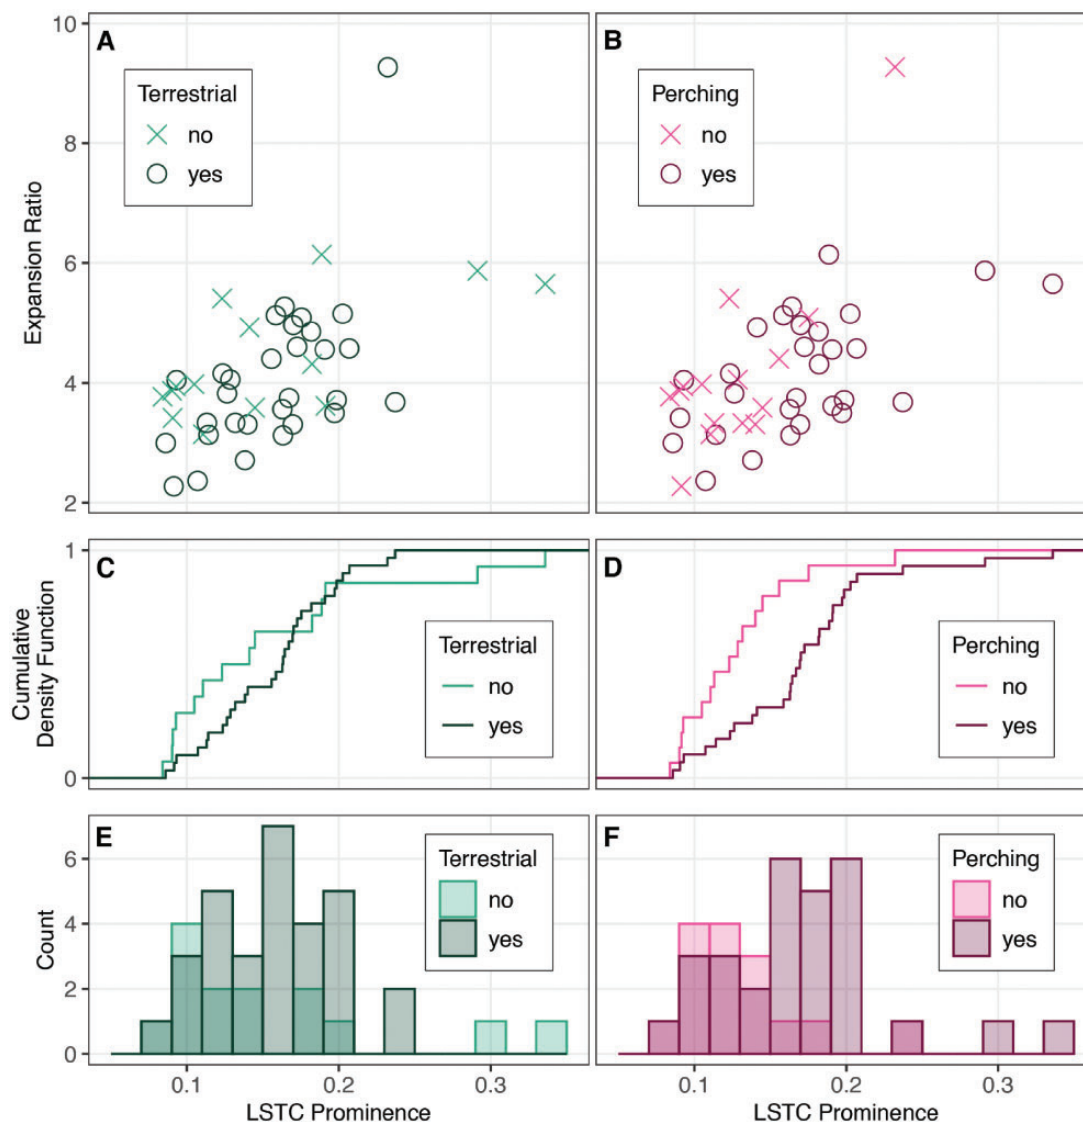 A
B
Terrestrial
no
yes
Perching
no
yes
10
8
6
4
2
Expansion Ratio
C
D
1
0
Terrestrial
no
yes
Perching
no
yes
Cumulative
Density Function
E
F
Terrestrial
no
yes
Perching
no
yes
6
4
2
0
Count
0.1
0.2
0.3
0.1
0.2
0.3
LSTC Prominence
LSTC Prominence